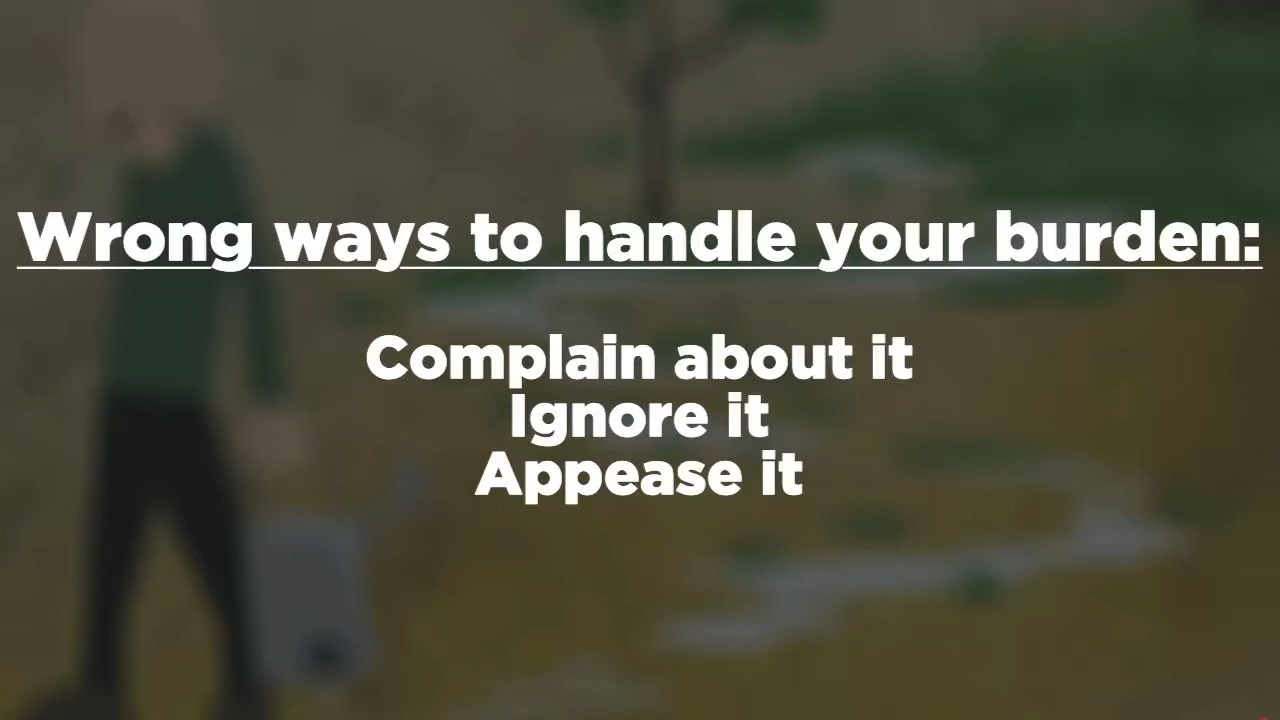 Wrong ways to handle your burden:
Complain about it
Ignore it
Appease it